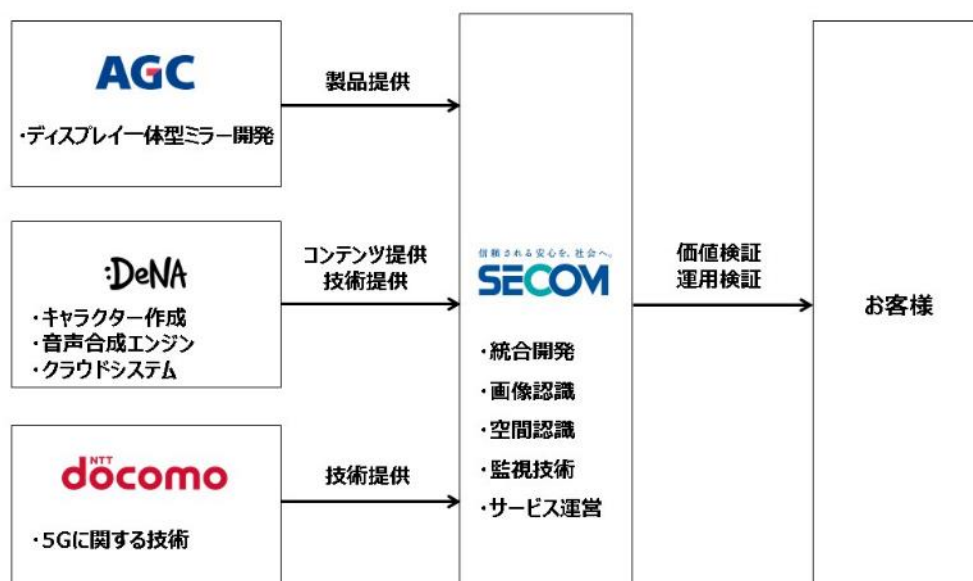 AGC
・ディスプレイ一体型ミラー開発
製品提供
:DeNA
・キャラクター作成
・音声合成エンジン
・クラウドシステム
コンテンツ提供
技術提供
NTT
döcomo
・5Gに関する技術
技術提供
信頼される安心を、社会へ。
SECOM
・統合開発
・画像認識
・空間認識
・監視技術
・サービス運営
価値検証
運用検証
お客様